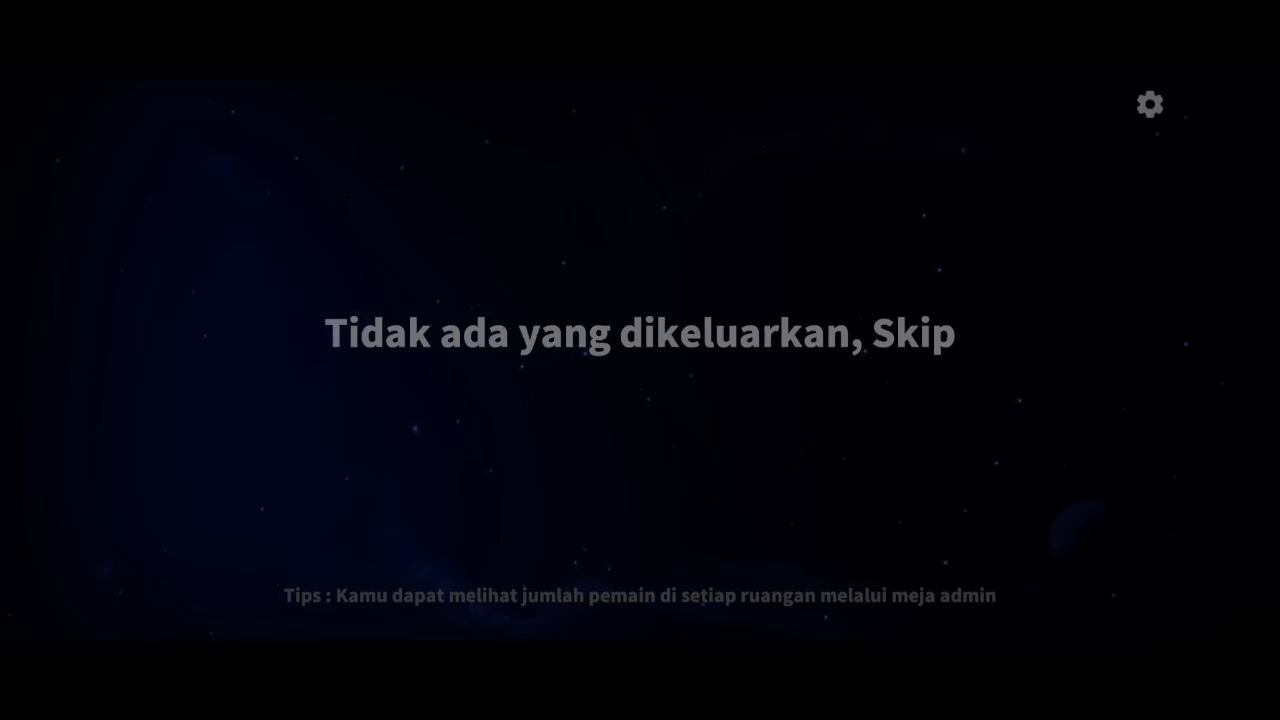 Tidak ada yang dikeluarkan, Skip
Tips : Kamu dapat melihat jumlah pemain di setiap ruangan melalui meja admin